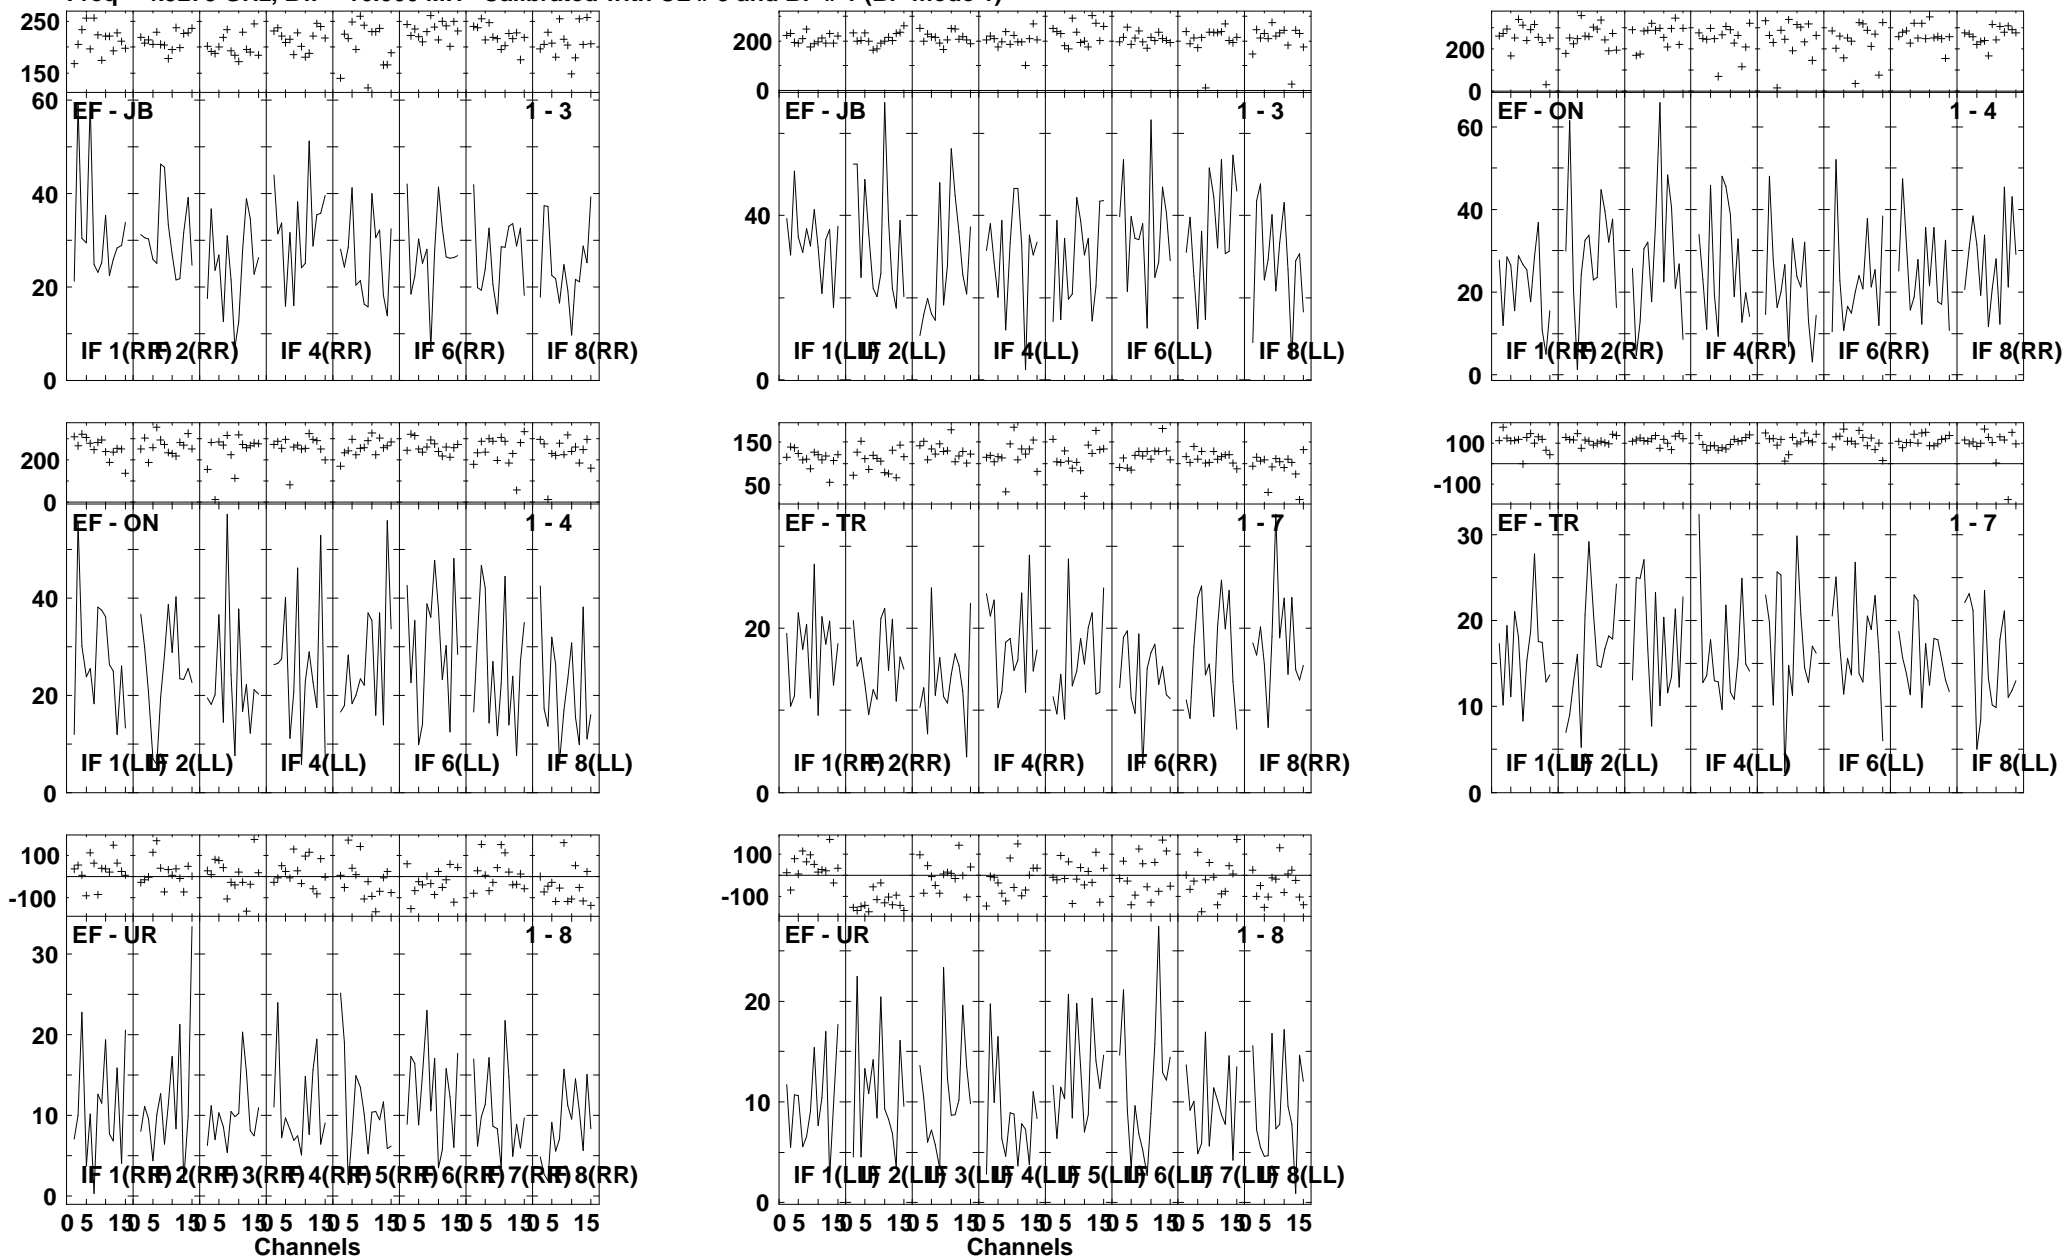 250
150
60
EF - JB 1 - 3
40
20
IF 1(RR) IF 2(RR) IF 4(RR) IF 6(RR) IF 8(RR)
0
200
0
EF - JB 1 - 3
40
IF 1(LL) IF 2(LL) IF 4(LL) IF 6(LL) IF 8(LL)
0
200
0
EF - ON 1 - 4
60
40
20
IF 1(RR) IF 2(RR) IF 4(RR) IF 6(RR) IF 8(RR)
0
200
0
EF - ON 1 - 4
40
20
IF 1(LL) IF 2(LL) IF 4(LL) IF 6(LL) IF 8(LL)
0
150
50
EF - TR 1 - 7
20
IF 1(RR) IF 2(RR) IF 4(RR) IF 6(RR) IF 8(RR)
0
100
-100
EF - TR 1 - 7
30
20
10
IF 1(LL) IF 2(LL) IF 4(LL) IF 6(LL) IF 8(LL)
0
100
-100
EF - UR 1 - 8
30
20
10
IF 1(RR) IF 2(RR) IF 3(RR) IF 4(RR) IF 5(RR) IF 6(RR) IF 7(RR) IF 8(RR)
0
0 5 15 0 5 15 0 5 15 0 5 15 0 5 15 0 5 15 0 5 15 0 5 15
Channels
100
-100
EF - UR 1 - 8
20
10
IF 1(LL) IF 2(LL) IF 3(LL) IF 4(LL) IF 5(LL) IF 6(LL) IF 7(LL) IF 8(LL)
0
0 5 15 0 5 15 0 5 15 0 5 15 0 5 15 0 5 15 0 5 15 0 5 15
Channels